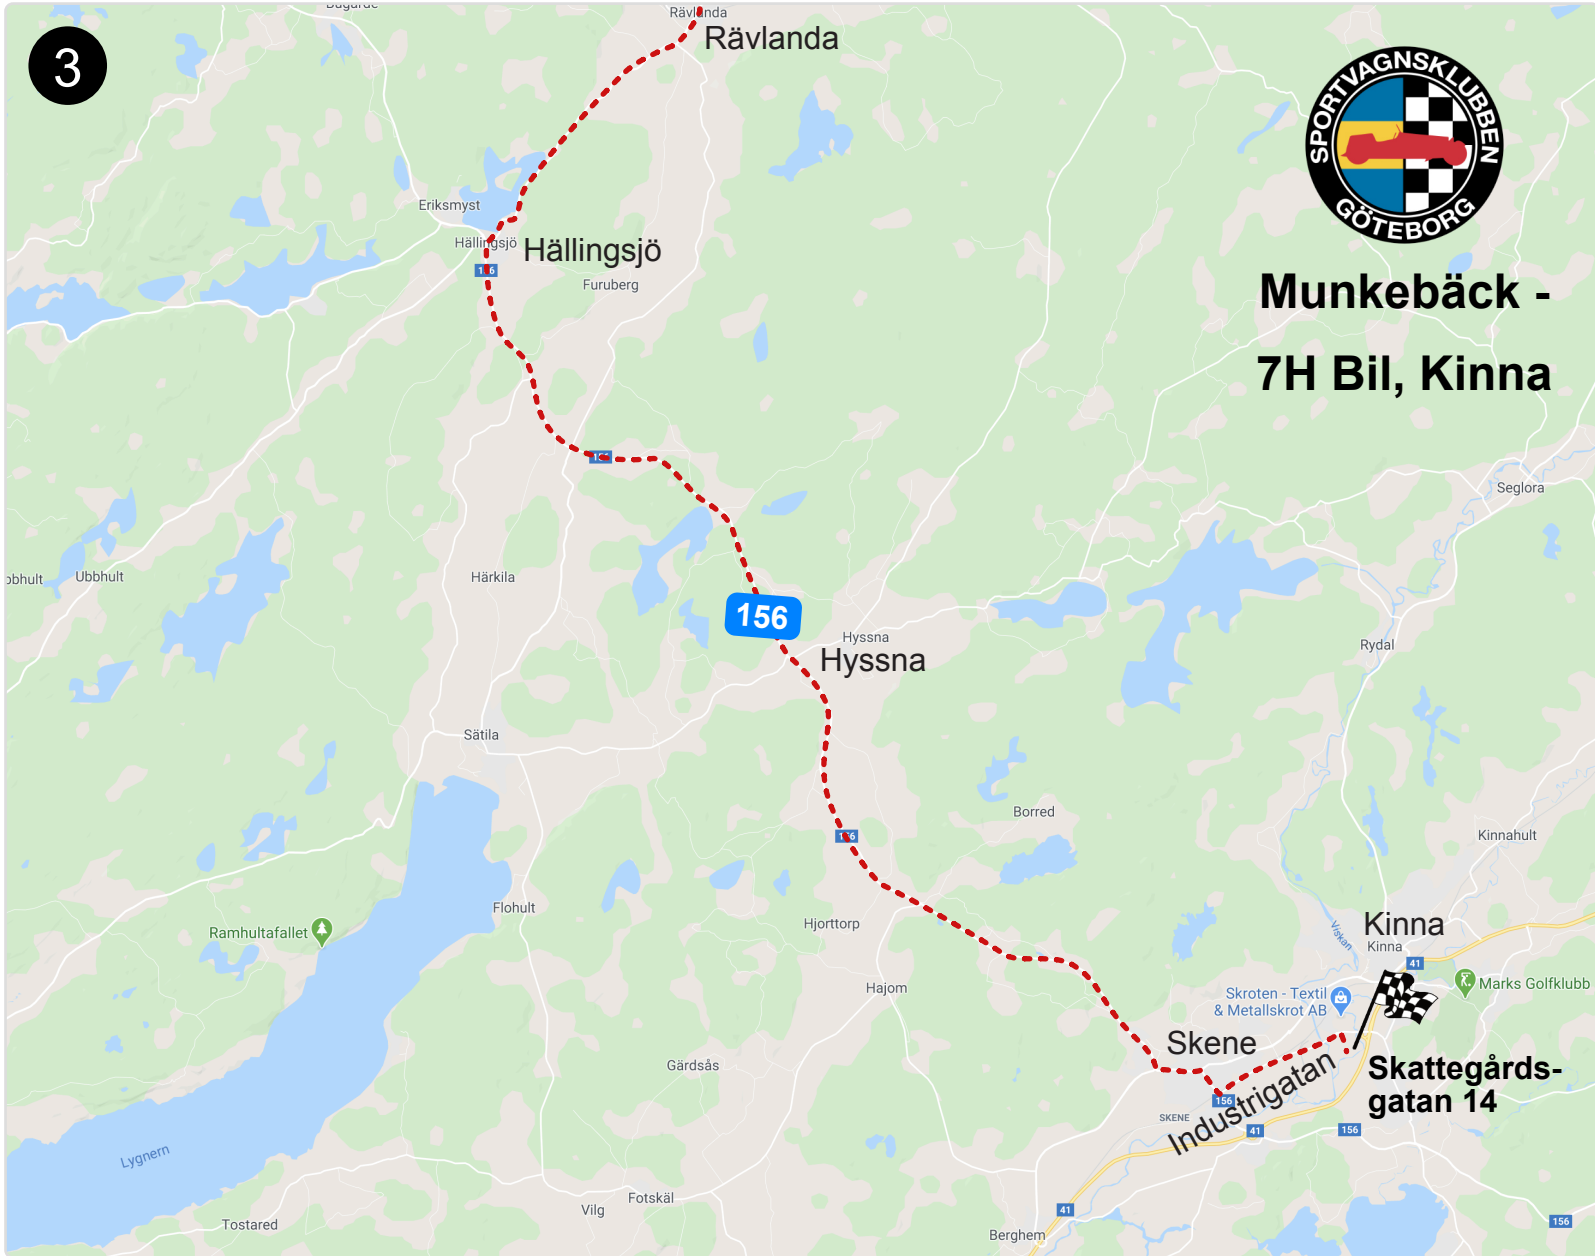 Rävlanda
Rävlanda
3
SPORTVAGNSKLUBBEN
GÖTEBORG
Munkebäck -
7H Bil, Kinna
Eriksmyst
Hällingsjö
Hällingsjö
Furuberg
Seglora
Ubbhult
Härkila
156
Hyssna
Hyssna
Rydal
Sätila
Borred
Kinnahult
Flohult
Ramhultafallet
Hjorttorp
Kinna
Kinna
Viskan
41
Hajom
Skroten - Textil
& Metallskrot AB
Marks Golfklubb
Skene
Gärdsås
Industrigatan
Skattegårds-
gatan 14
156
SKENE
41
156
Lygnern
Fotskäl
Vilg
41
Tostared
Berghem
156